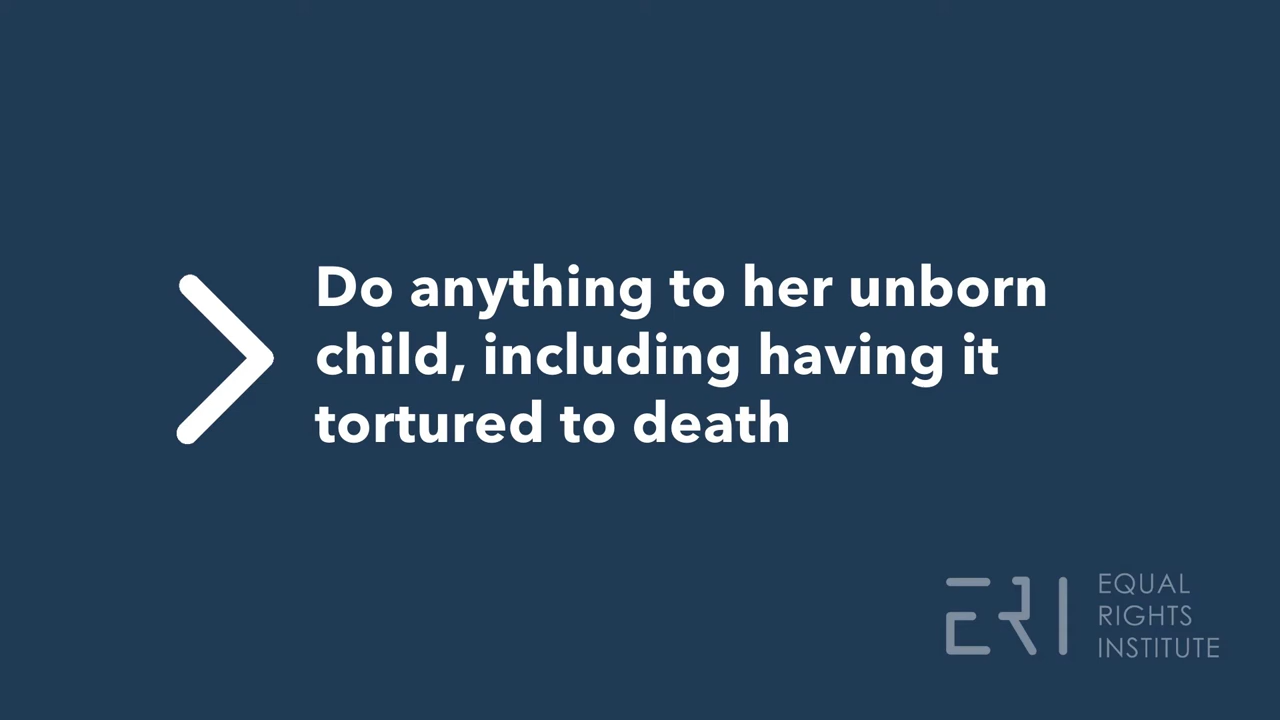 Do anything to her unborn
child, including having it
tortured to death
ERI
EQUAL
RIGHTS
INSTITUTE